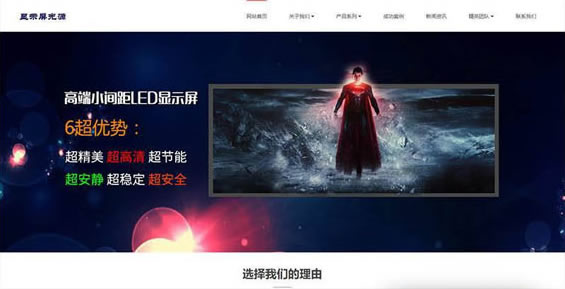 显示屏光源
网站首页 关于我们 产品系列 成功案例 新闻资讯 精英团队 联系我们
高端小间距LED显示屏
6超优势：
超精美 超高清 超节能
超安静 超稳定 超安全
选择我们的理由